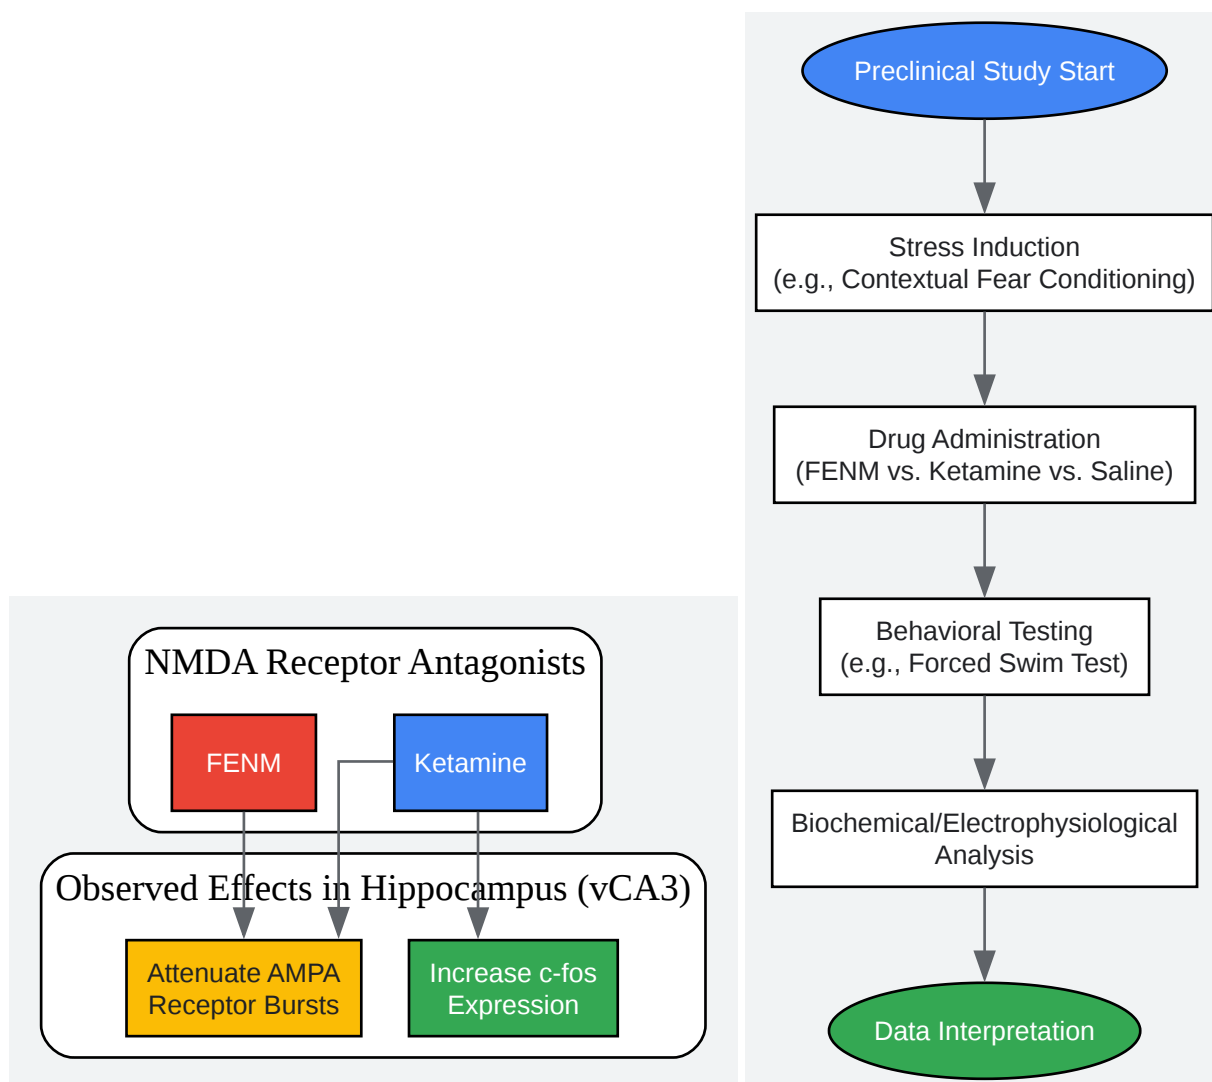 Preclinical Study Start
Stress Induction
(e.g., Contextual Fear Conditioning)
Drug Administration
(FENM vs. Ketamine vs. Saline)
Behavioral Testing
(e.g., Forced Swim Test)
Biochemical/Electrophysiological
Analysis
Data Interpretation
NMDA Receptor Antagonists
FENM
Ketamine
Observed Effects in Hippocampus (vCA3)
Attenuate AMPA
Receptor Bursts
Increase c-fos
Expression